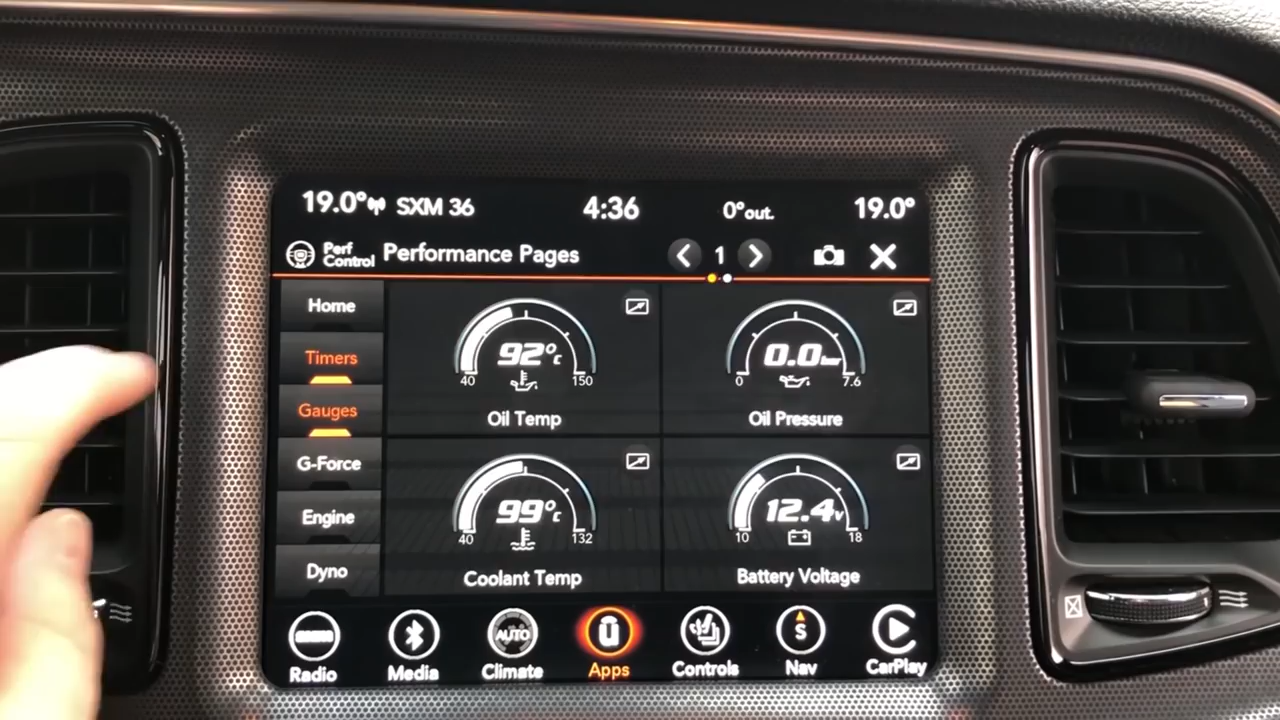 19.0° SXM 36 4:36 0°out. 19.0°
Perf Control Performance Pages 1
Home
Timers
Gauges
G-Force
Engine
Dyno
92°C
40 150
Oil Temp
0.0 bar
0 7.6
Oil Pressure
99°C
40 132
Coolant Temp
12.4V
10 18
Battery Voltage
AUTO S
Radio Media Climate Apps Controls Nav CarPlay